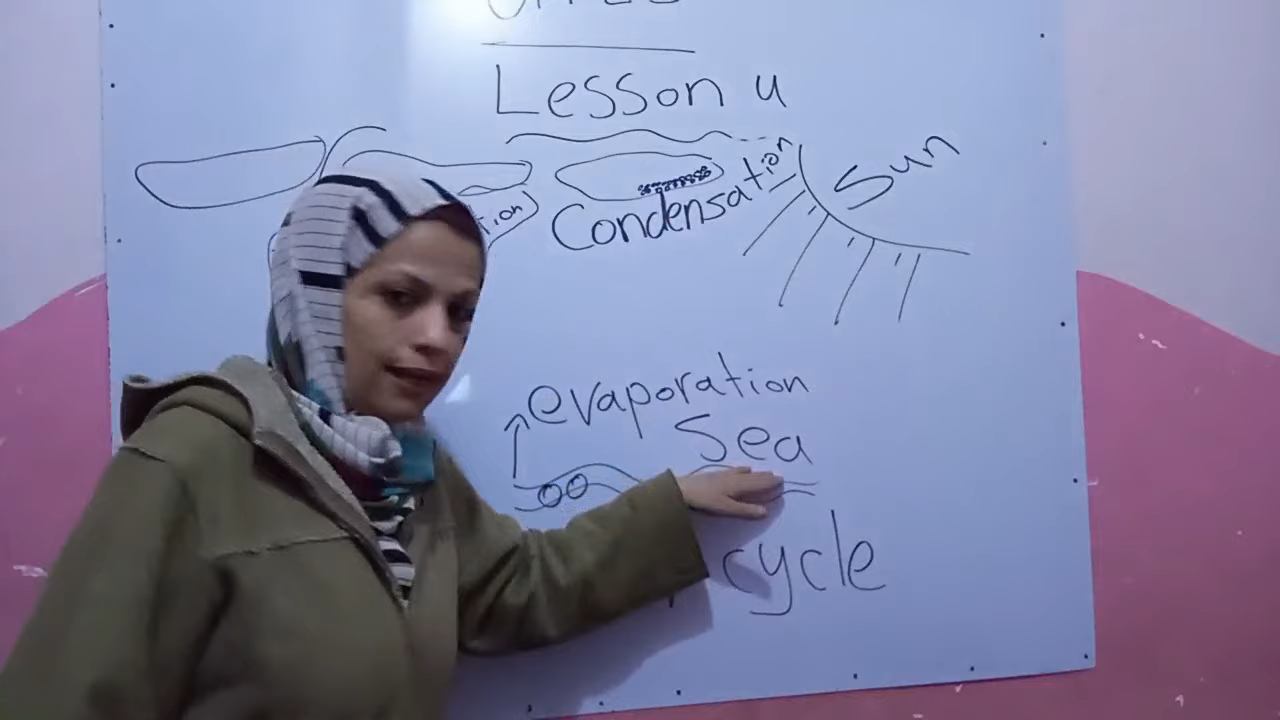 Lesson 4
Sun
Condensation
evaporation
Sea
cycle